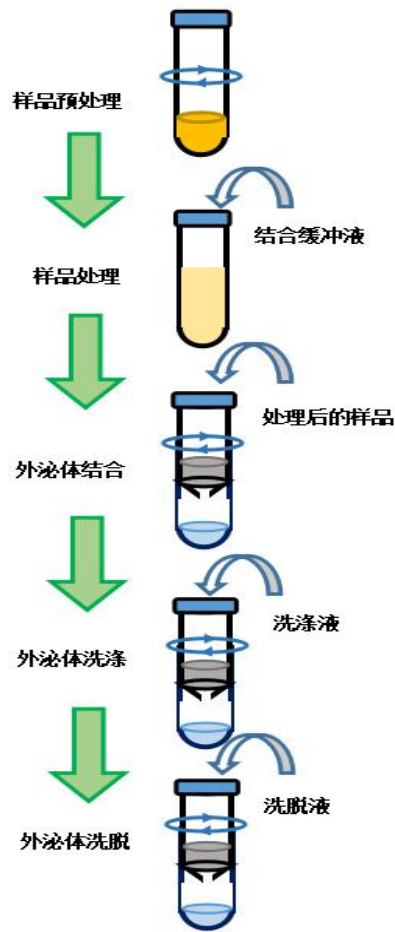 样品预处理
结合缓冲液
样品处理
处理后的样品
外泌体结合
洗涤液
外泌体洗涤
洗脱液
外泌体洗脱